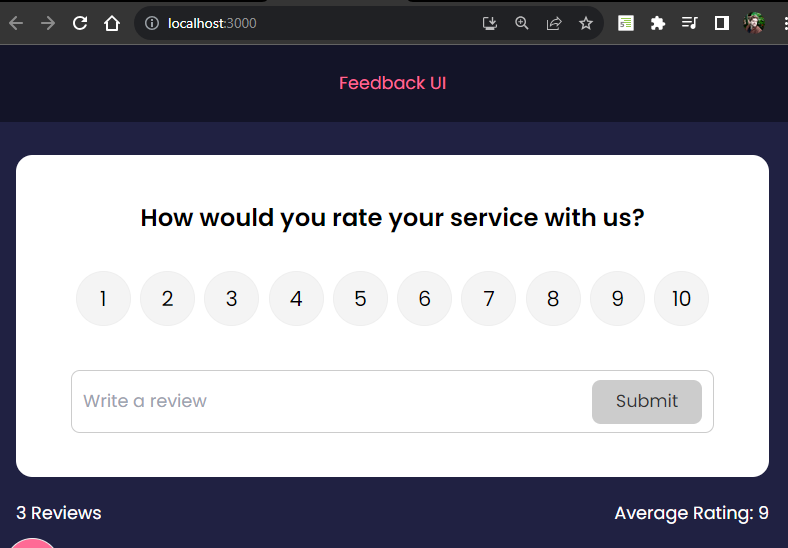 localhost:3000
Feedback UI
How would you rate your service with us?
1 2 3 4 5 6 7 8 9 10
Write a review Submit
3 Reviews Average Rating: 9